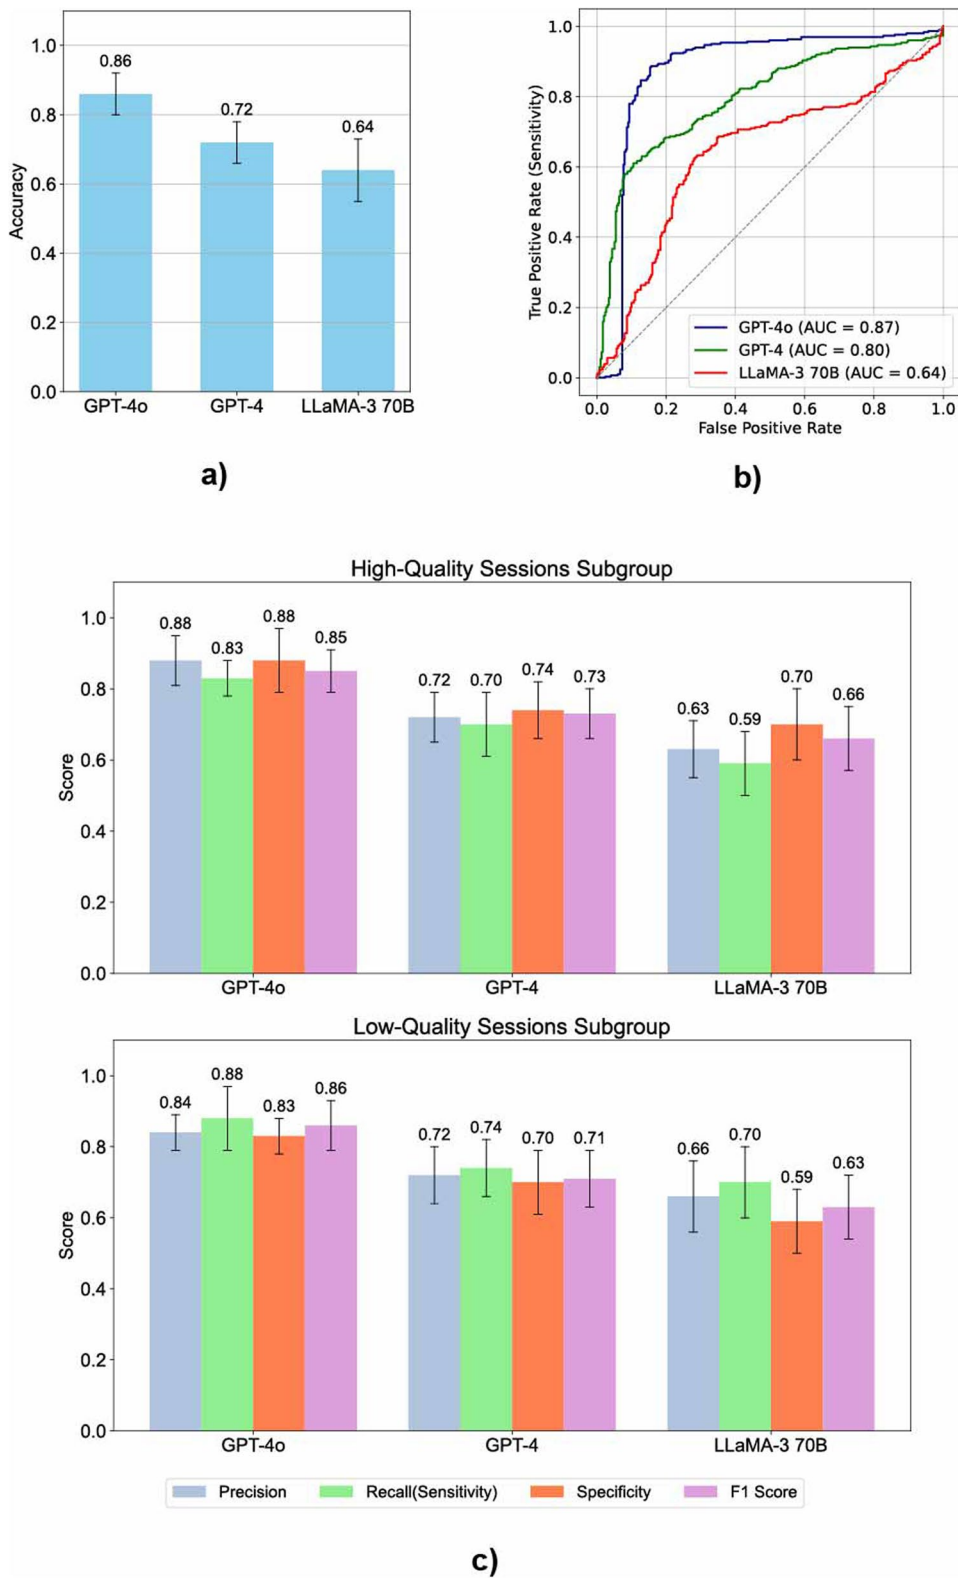 1.0
0.86
0.72
0.64
0.8
0.6
0.4
0.2
0.0
Accuracy
GPT-4o
GPT-4
LLaMA-3 70B
a)
1.0
0.8
0.6
0.4
0.2
0.0
True Positive Rate (Sensitivity)
GPT-4o (AUC = 0.87)
GPT-4 (AUC = 0.80)
LLaMA-3 70B (AUC = 0.64)
0.0 0.2 0.4 0.6 0.8 1.0
False Positive Rate
b)
High-Quality Sessions Subgroup
1.0
0.8
0.6
0.4
0.2
0.0
Score
0.88 0.83 0.88 0.85
0.72 0.70 0.74 0.73
0.63 0.59 0.70 0.66
GPT-4o
GPT-4
LLaMA-3 70B
Low-Quality Sessions Subgroup
1.0
0.8
0.6
0.4
0.2
0.0
Score
0.84 0.88 0.83 0.86
0.72 0.74 0.70 0.71
0.66 0.70 0.59 0.63
GPT-4o
GPT-4
LLaMA-3 70B
Precision
Recall(Sensitivity)
Specificity
F1 Score
c)